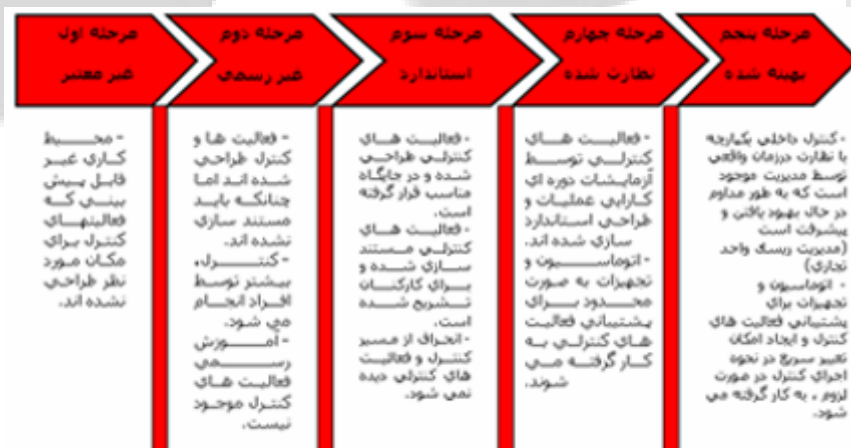 مرحله اول
غیر معتبر
مرحله دوم
غیر رسمی
مرحله سوم
استاندارد
مرحله چهارم
نظارت شده
مرحله پنجم
بهینه شده
- محیط
کاری غیر
قابل پیش
بینی که
فعالیتهای
کنترل برای
مکان مورد
نظر طراحی
نشده اند.
- فعالیت ها و
کنترل طراحی
شده اند اما
چنانکه باید
مستند سازی
نشده اند.
- کنترل،
بیشتر توسط
افراد انجام
می شود.
- آموزش
رسمی
فعالیت های
کنترل موجود
نیست.
- فعالیت های
کنترلی طراحی
شده و در جایگاه
مناسب قرار گرفته
است.
- فعالیت های
کنترلی مستند
سازی شده و
برای کارکنان
تشریح شده
است.
- انحراف از مسیر
کنترل و فعالیت
های کنترلی دیده
نمی شود.
- فعالیت های
کنترلی توسط
آزمایشات دوره ای
کارایی عملیات و
طراحی استاندارد
سازی شده اند.
- اتوماسیون و
تجهیزات به صورت
محدود برای
پشتیبانی فعالیت
های کنترلی به
کار گرفته می
شوند.
- کنترل داخلی یکپارچه
با نظارت درزمان واقعی
توسط مدیریت موجود
است که به طور مداوم
در حال بهبود یافتن و
پیشرفت است
(مدیریت ریسک واحد
تجاری)
- اتوماسیون و
تجهیزات برای
پشتیبانی فعالیت های
کنترل و ایجاد امکان
تغییر سریع در نحوه
اجرای کنترل در صورت
لزوم ، به کار گرفته می
شود.